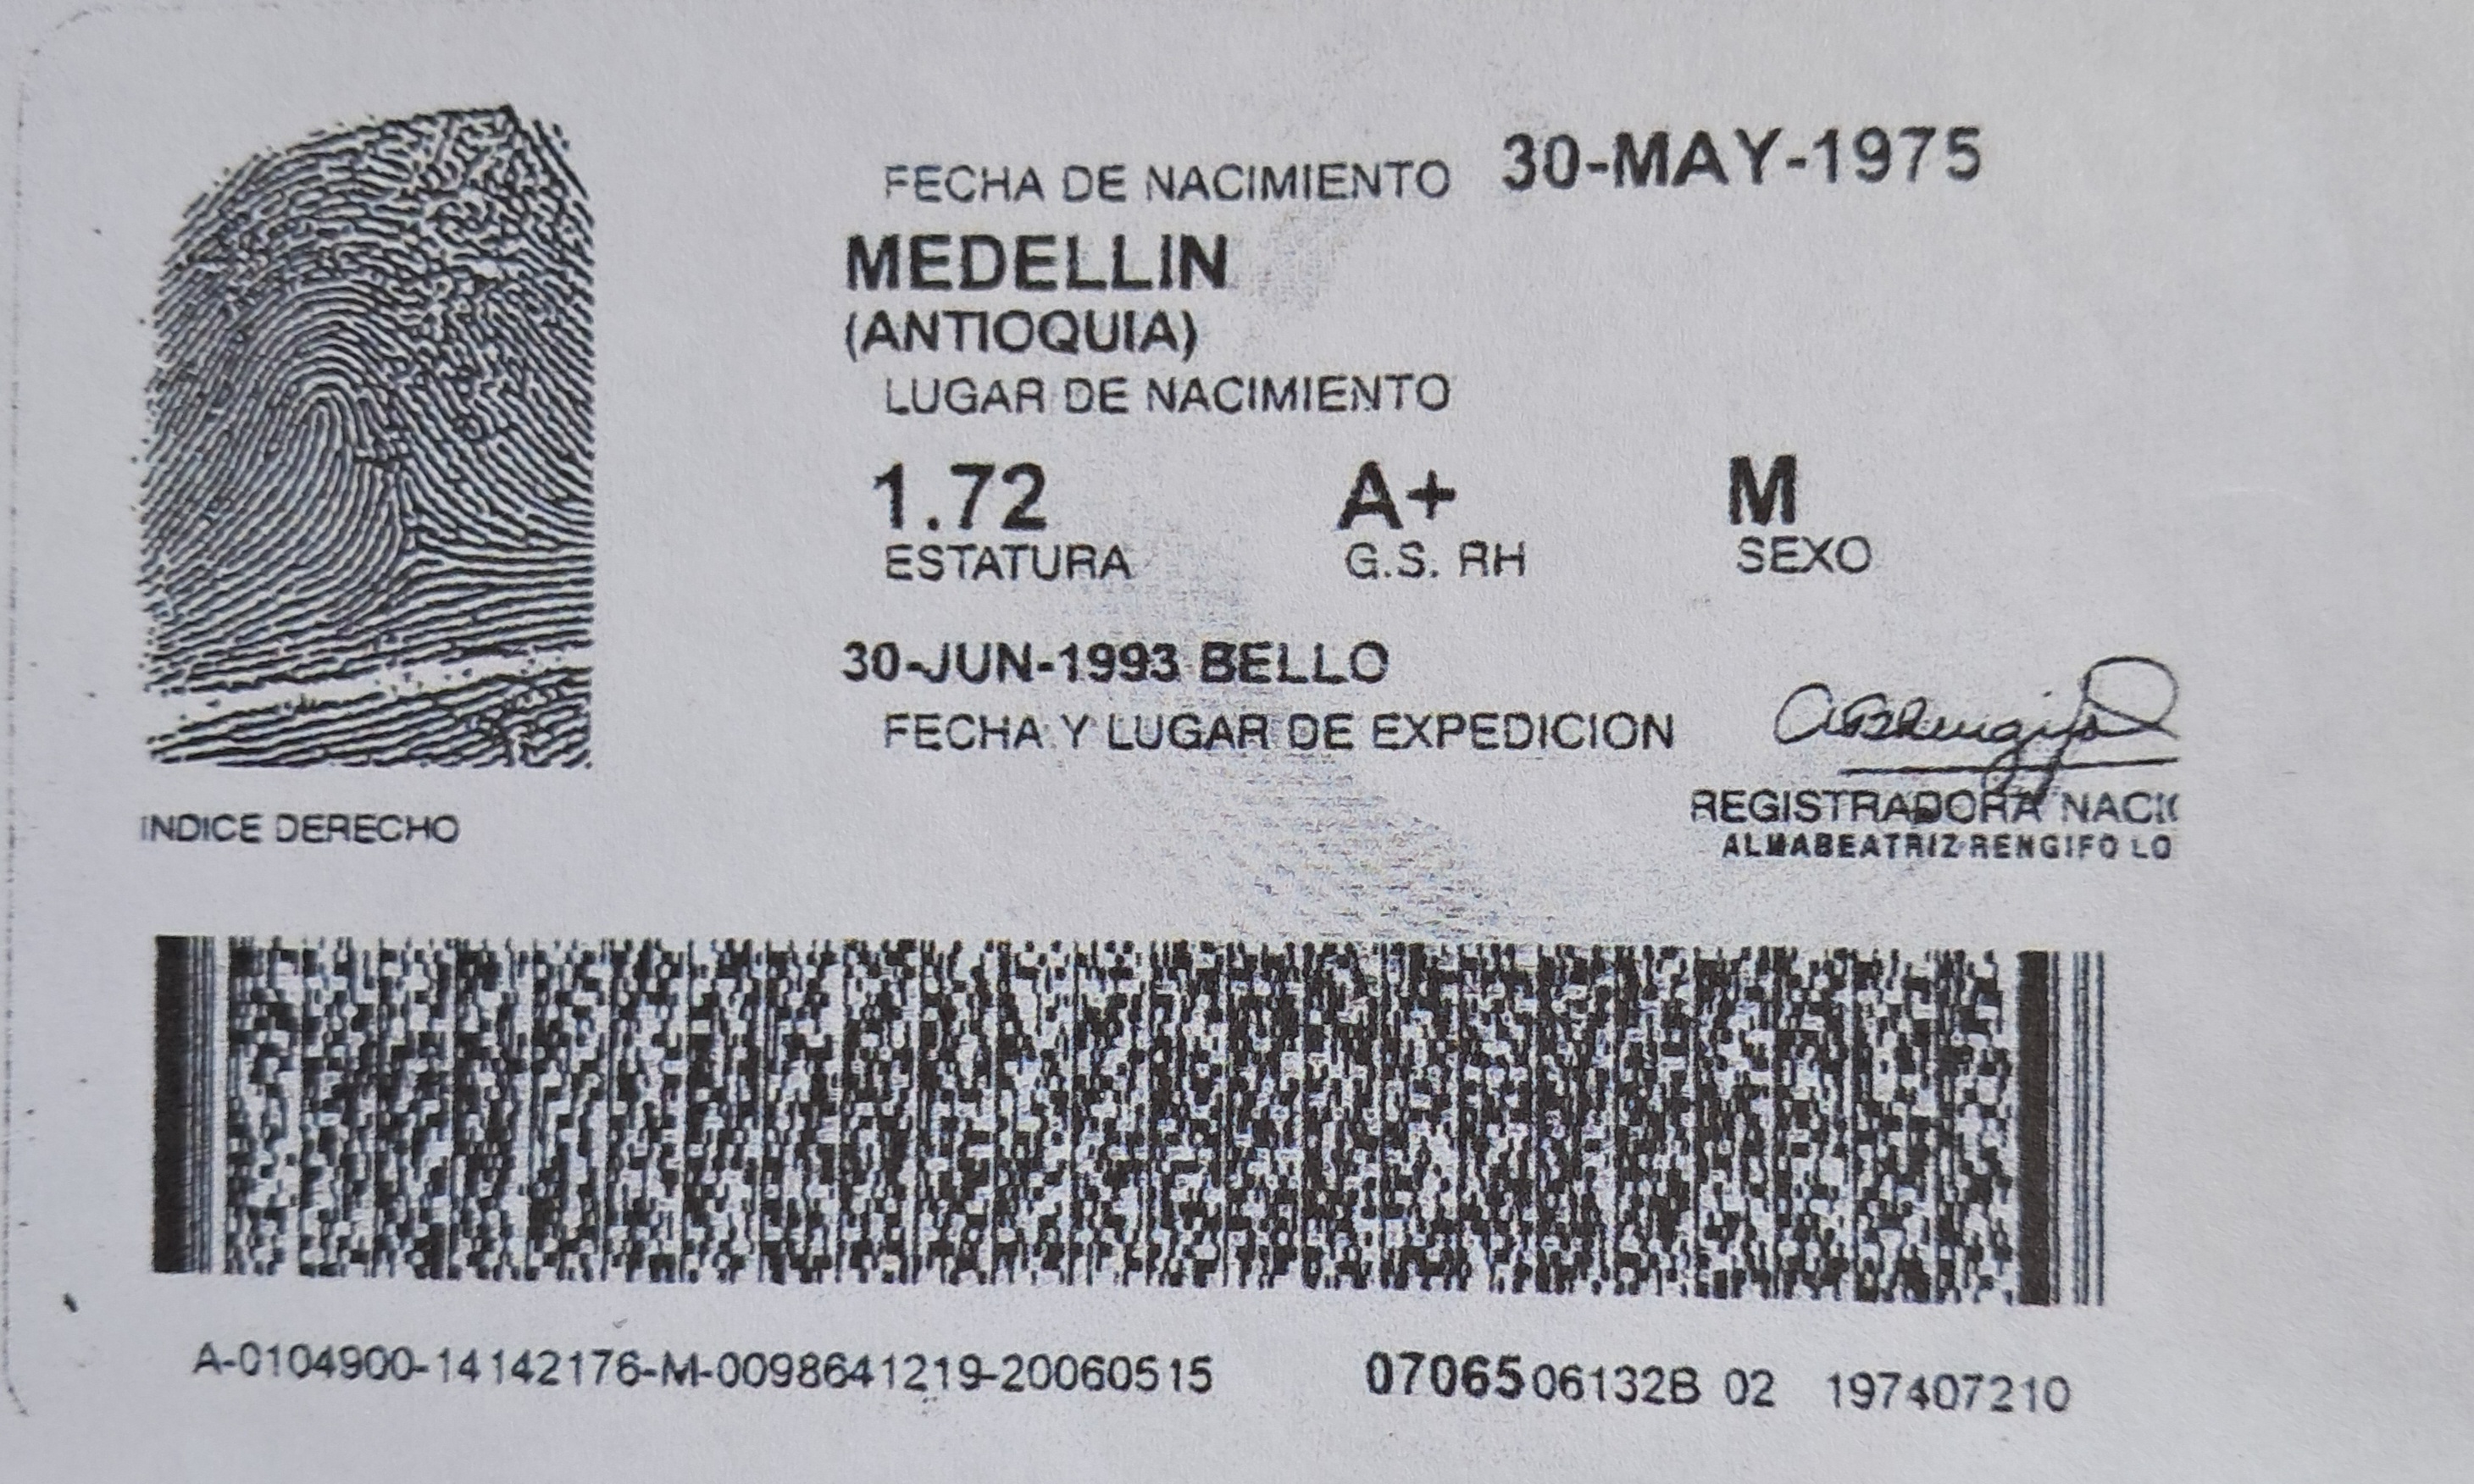 FECHA DE NACIMIENTO 30-MAY-1975
MEDELLIN
(ANTIOQUIA)
LUGAR DE NACIMIENTO
1.72 A+ M
ESTATURA G.S. RH SEXO
30-JUN-1993 BELLO
FECHA Y LUGAR DE EXPEDICION
INDICE DERECHO
REGISTRADORA NACI
ALMABEATRIZ RENGIFO LO
A-0104900-14142176-M-0098641219-20060515 0706506132B 02 197407210